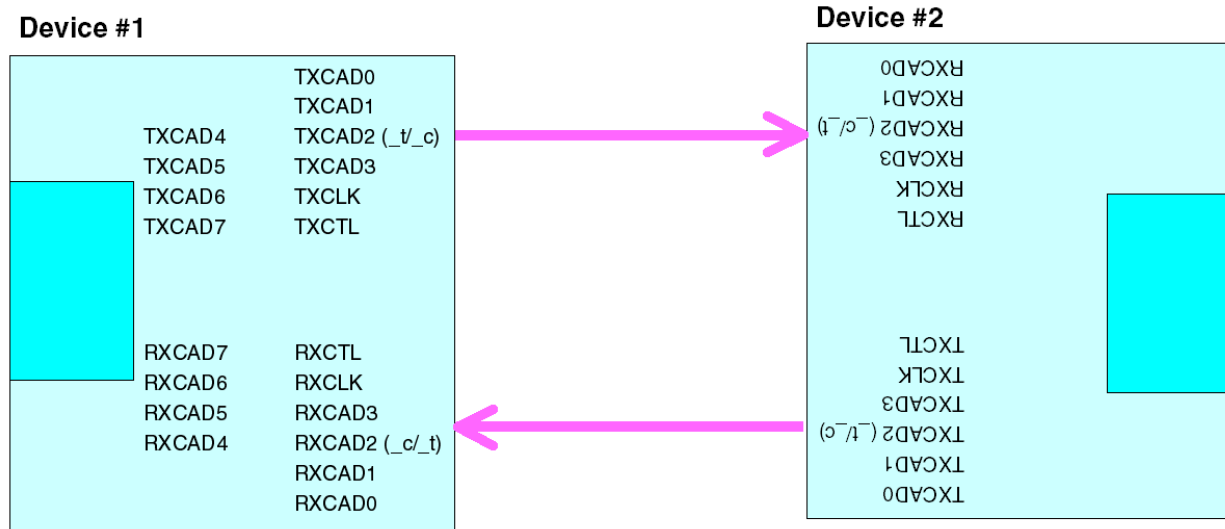 Device #1
TXCAD0
TXCAD1
TXCAD4 TXCAD2 (_t/_c)
TXCAD5 TXCAD3
TXCAD6 TXCLK
TXCAD7 TXCTL
RXCAD7 RXCTL
RXCAD6 RXCLK
RXCAD5 RXCAD3
RXCAD4 RXCAD2 (_c/_t)
RXCAD1
RXCAD0
Device #2
RXCAD0
RXCAD1
RXCAD2 (_c/_t)
RXCAD3
RXCLK
RXCTL
TXCTL
TXCLK
TXCAD3
TXCAD2 (_t/_c)
TXCAD1
TXCAD0